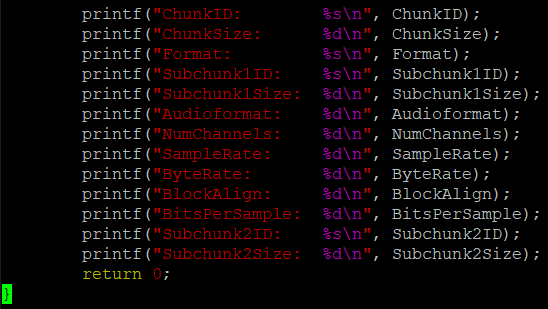 printf("ChunkID:        %s\n", ChunkID);
printf("ChunkSize:      %d\n", ChunkSize);
printf("Format:         %s\n", Format);
printf("Subchunk1ID:    %s\n", Subchunk1ID);
printf("Subchunk1Size:  %d\n", Subchunk1Size);
printf("Audioformat:    %d\n", Audioformat);
printf("NumChannels:    %d\n", NumChannels);
printf("SampleRate:     %d\n", SampleRate);
printf("ByteRate:       %d\n", ByteRate);
printf("BlockAlign:     %d\n", BlockAlign);
printf("BitsPerSample:  %d\n", BitsPerSample);
printf("Subchunk2ID:    %s\n", Subchunk2ID);
printf("Subchunk2Size:  %d\n", Subchunk2Size);
return 0;
}